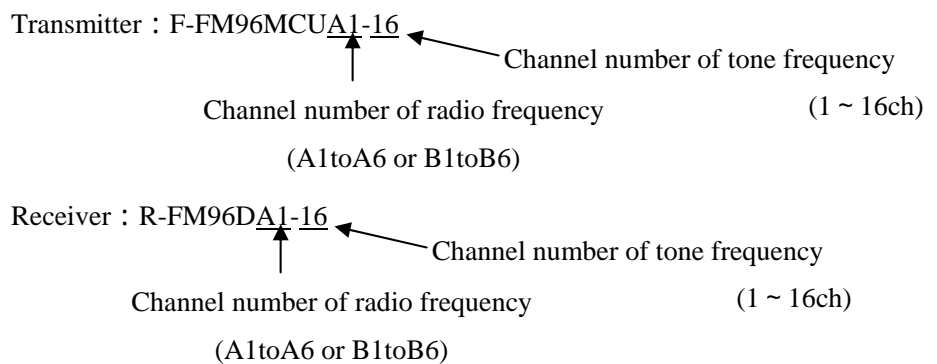 Transmitter：F-FM96MCUA1-16
Channel number of tone frequency
Channel number of radio frequency (1~16ch)
(A1toA6 or B1toB6)
Receiver：R-FM96DA1-16
Channel number of tone frequency
Channel number of radio frequency (1~16ch)
(A1toA6 or B1toB6)